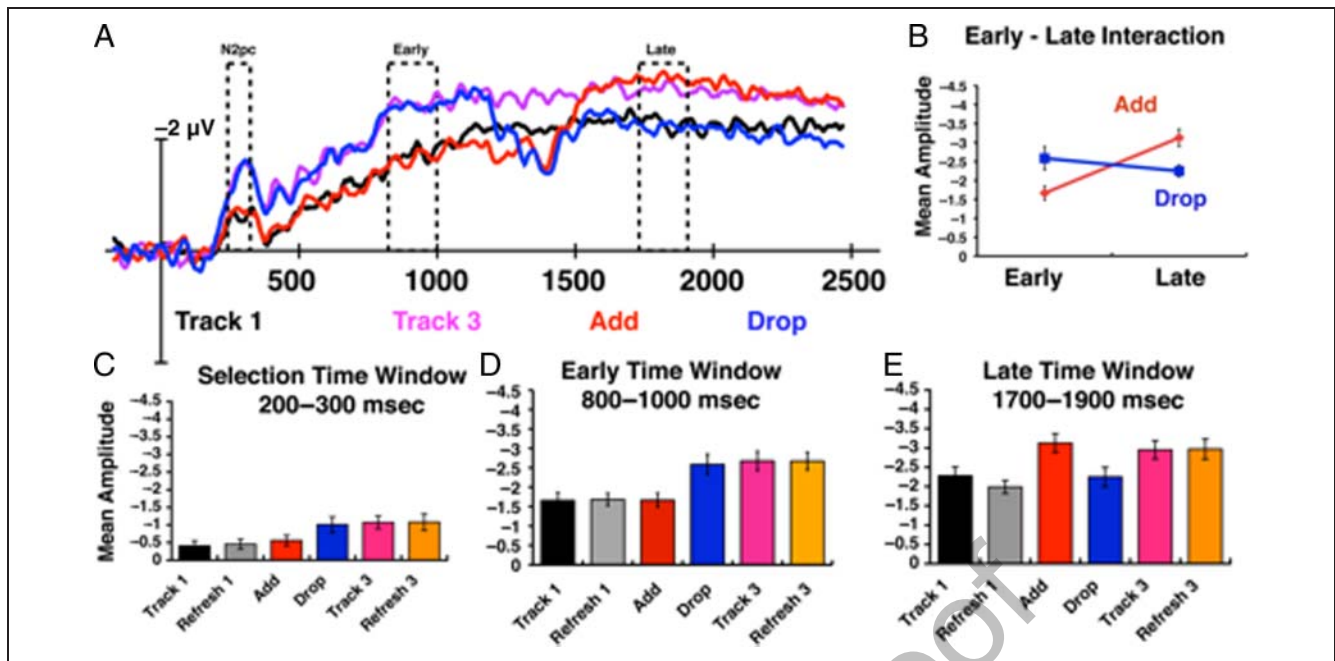 A
N2pc
Early
Late
–2 µV
500
1000
1500
2000
2500
Track 1
Track 3
Add
Drop
B
Early - Late Interaction
Mean Amplitude
–4.5
–4
–3.5
–3
–2.5
–2
–1.5
–1
–0.5
0
Add
Drop
Early
Late
C
Selection Time Window
200–300 msec
Mean Amplitude
–4.5
–4
–3.5
–3
–2.5
–2
–1.5
–1
–0.5
0
Track 1
Refresh 1
Add
Drop
Track 3
Refresh 3
D
Early Time Window
800–1000 msec
–4.5
–4
–3.5
–3
–2.5
–2
–1.5
–1
–0.5
0
Track 1
Refresh 1
Add
Drop
Track 3
Refresh 3
E
Late Time Window
1700–1900 msec
–4.5
–4
–3.5
–3
–2.5
–2
–1.5
–1
–0.5
0
Track 1
Refresh 1
Add
Drop
Track 3
Refresh 3
oof